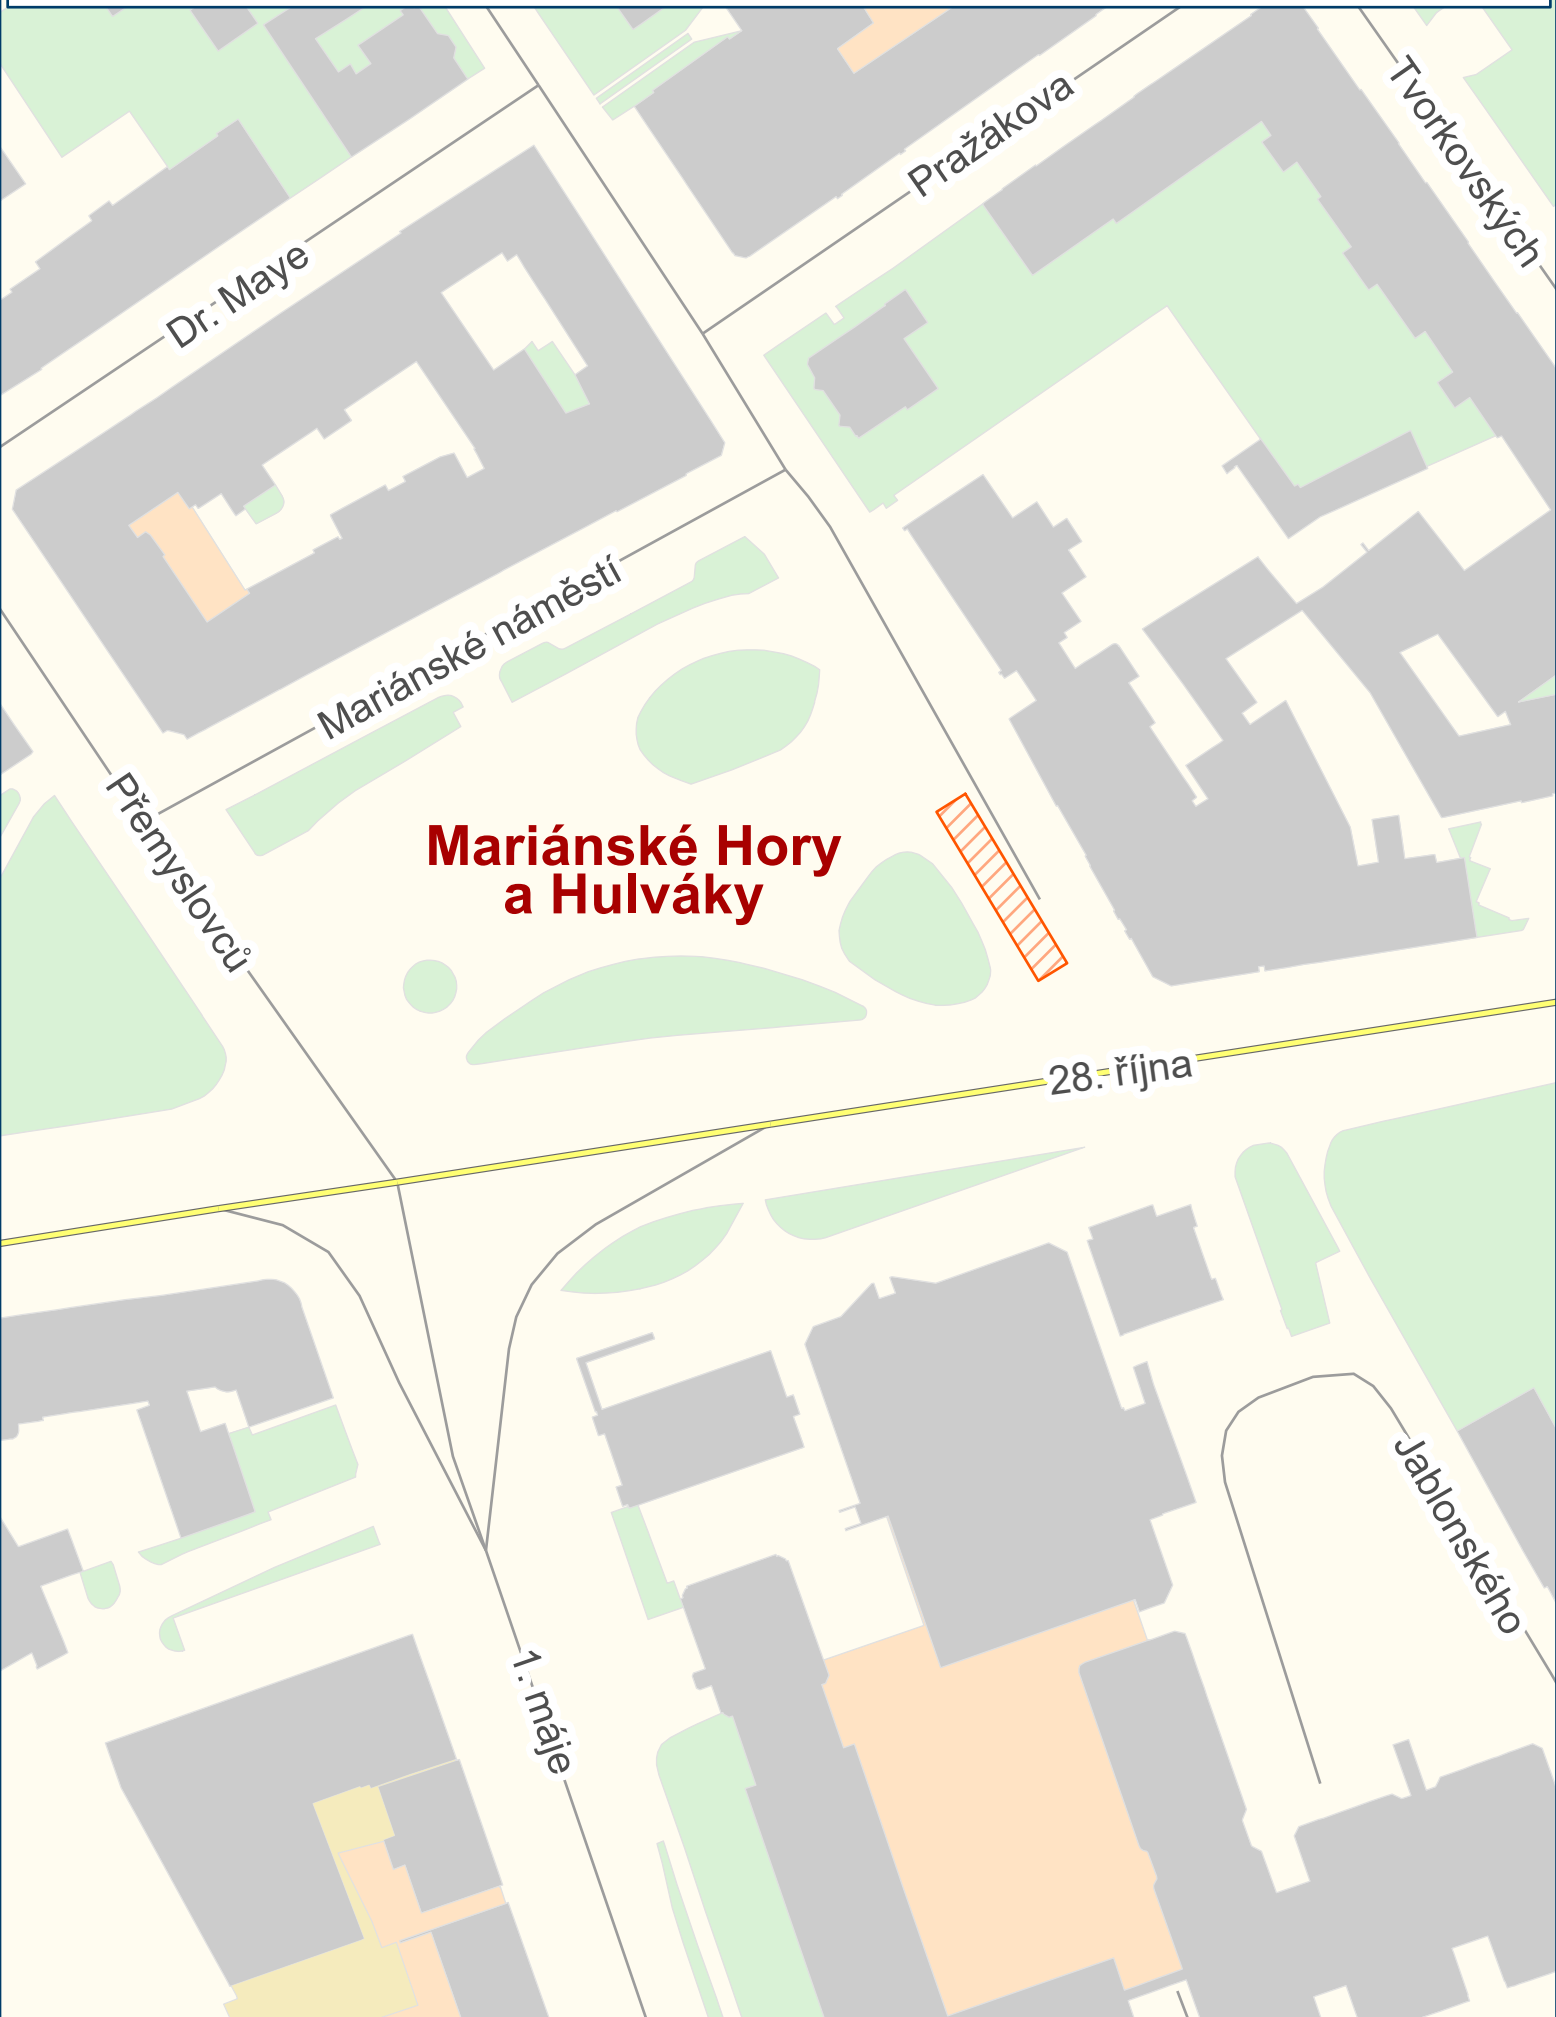 Tvorkovských
Pražákova
Dr. Maye
Mariánské náměstí
Přemyslovců
Mariánské Hory
a Hulváky
28. října
Jablonského
1. máje